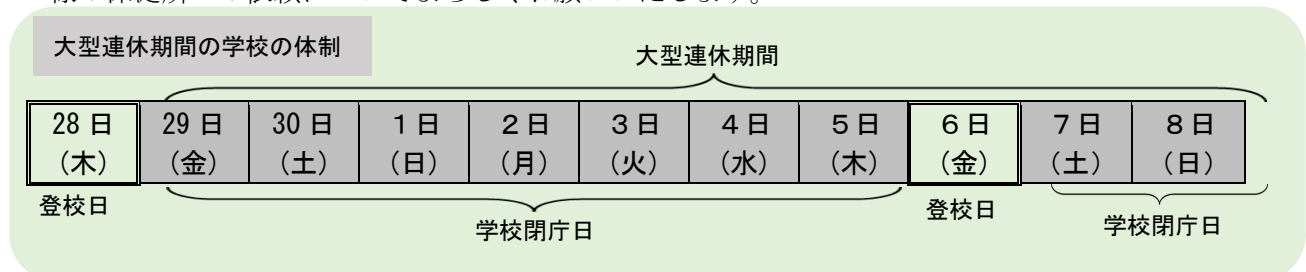 大型連休期間の学校の体制
大型連休期間
28日 29日 30日 1日 2日 3日 4日 5日 6日 7日 8日
（木） （金） （土） （日） （月） （火） （水） （木） （金） （土） （日）
登校日 学校閉庁日 登校日 学校閉庁日